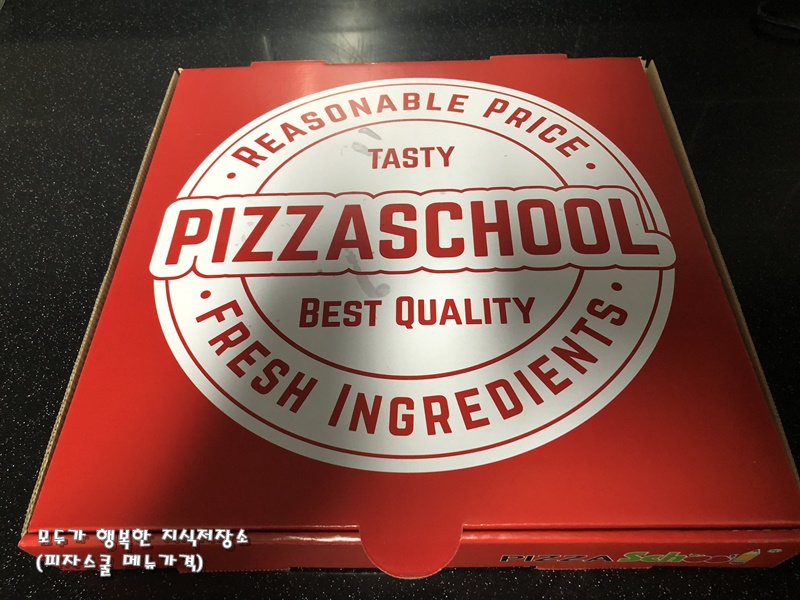 REASONABLE PRICE
TASTY
PIZZASCHOOL
BEST QUALITY
FRESH INGREDIENTS
PIZZA School
모두가 행복한 지식저장소
(피자스쿨 메뉴가격)